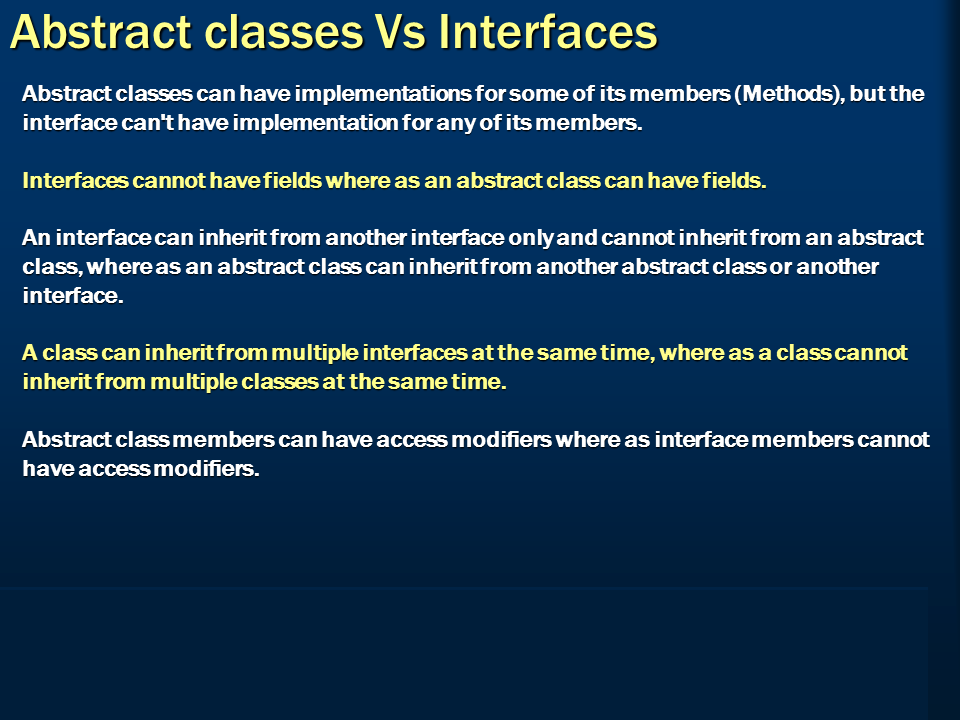 Abstract classes Vs Interfaces
Abstract classes can have implementations for some of its members (Methods), but the
interface can't have implementation for any of its members.
Interfaces cannot have fields where as an abstract class can have fields.
An interface can inherit from another interface only and cannot inherit from an abstract
class, where as an abstract class can inherit from another abstract class or another
interface.
A class can inherit from multiple interfaces at the same time, where as a class cannot
inherit from multiple classes at the same time.
Abstract class members can have access modifiers where as interface members cannot
have access modifiers.